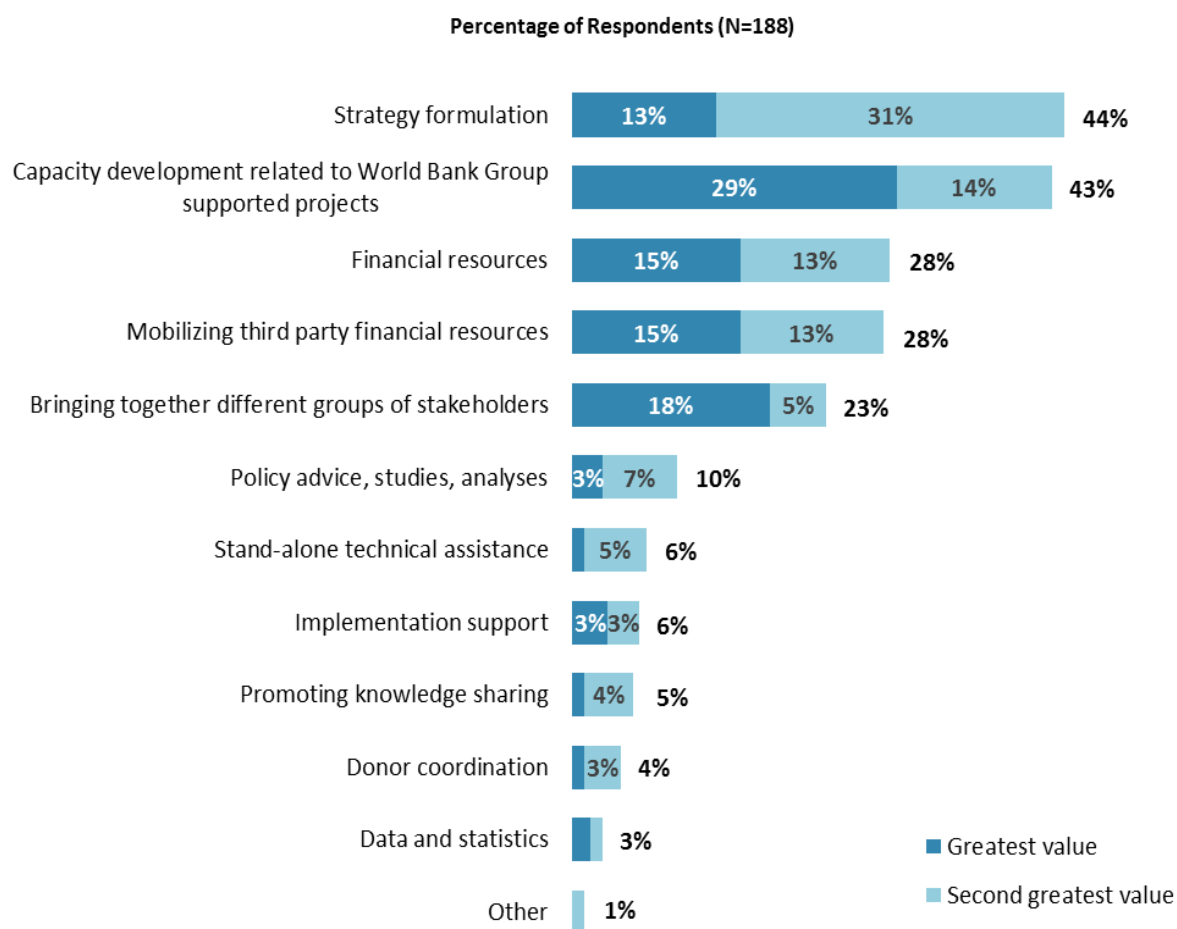 Percentage of Respondents (N=188)
Strategy formulation 13% 31% 44%
Capacity development related to World Bank Group
supported projects 29% 14% 43%
Financial resources 15% 13% 28%
Mobilizing third party financial resources 15% 13% 28%
Bringing together different groups of stakeholders 18% 5% 23%
Policy advice, studies, analyses 3% 7% 10%
Stand-alone technical assistance 5% 6%
Implementation support 3% 3% 6%
Promoting knowledge sharing 4% 5%
Donor coordination 3% 4%
Data and statistics 3%
Greatest value
Second greatest value
Other 1%